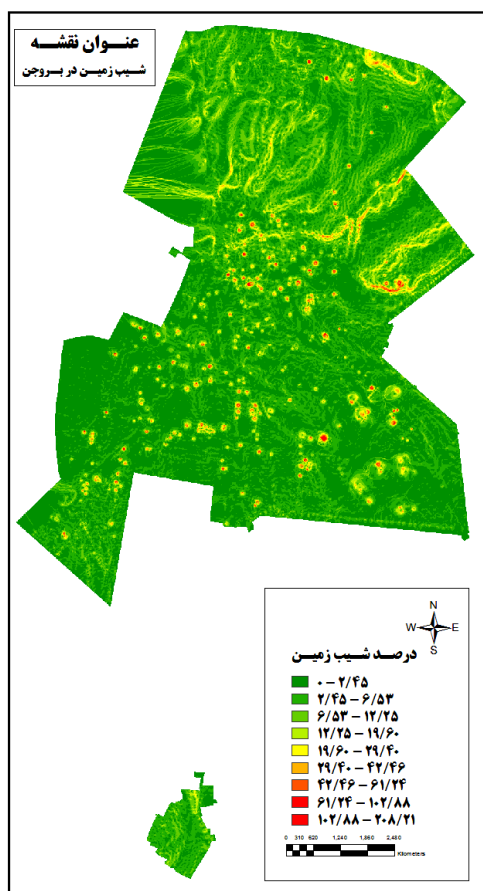 عنوان نقشه
شیب زمین در بروجن
N
W E
S
درصد شیب زمین
۰ - ۲/۴۵
۲/۴۵ - ۶/۵۳
۶/۵۳ - ۱۲/۲۵
۱۲/۲۵ - ۱۹/۶۰
۱۹/۶۰ - ۲۹/۴۰
۲۹/۴۰ - ۴۲/۴۶
۴۲/۴۶ - ۶۱/۲۴
۶۱/۲۴ - ۱۰۲/۸۸
۱۰۲/۸۸ - ۲۰۸/۲۱
0 310 620 1,240 1,860 2,480
Kilometers